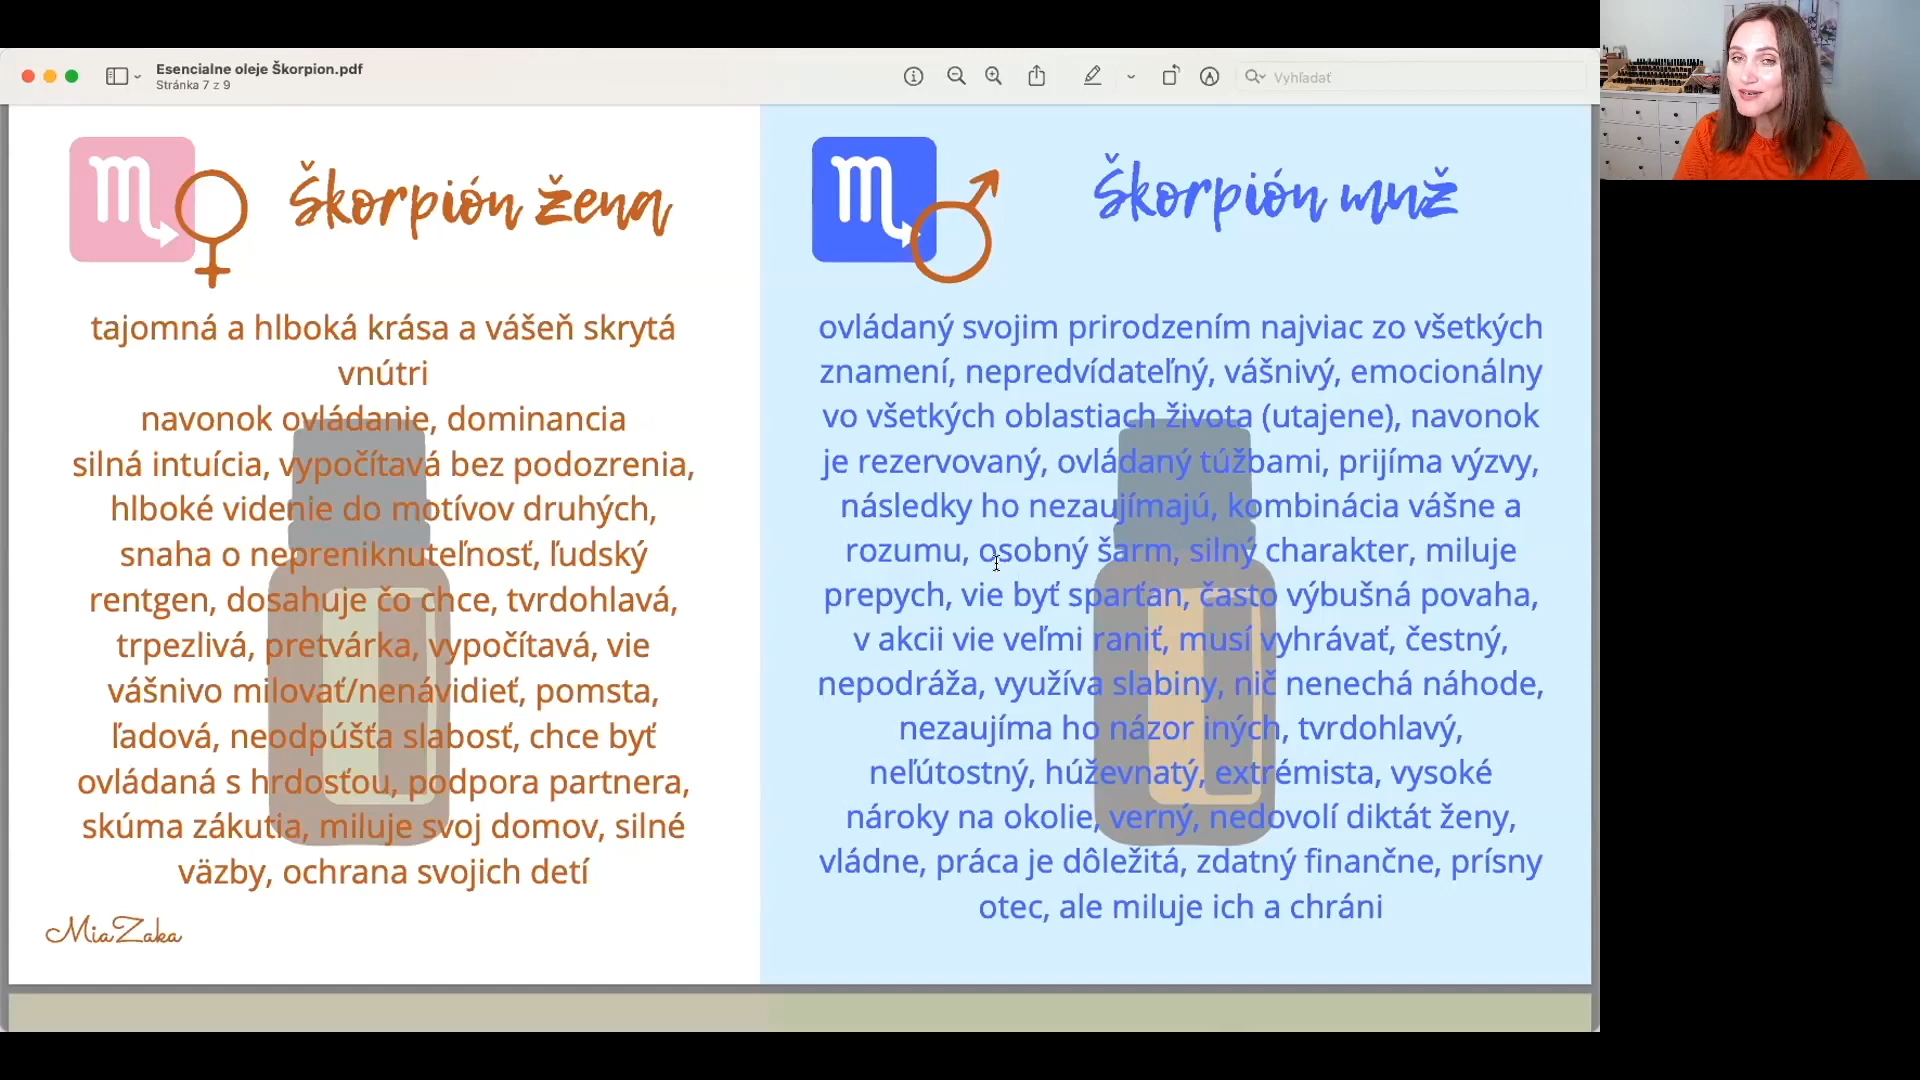 Esencialne oleje Škorpion.pdf
Stránka 7 z 9
Vyhľadať
Škorpión žena
tajomná a hlboká krása a vášeň skrytá
vnútri
navonok ovládanie, dominancia
silná intuícia, vypočítavá bez podozrenia,
hlboké videnie do motívov druhých,
snaha o nepreniknuteľnosť, ľudský
rentgen, dosahuje čo chce, tvrdohlavá,
trpezlivá, pretvárka, vypočítavá, vie
vášnivo milovať/nenávidieť, pomsta,
ľadová, neodpúšťa slabosť, chce byť
ovládaná s hrdosťou, podpora partnera,
skúma zákutia, miluje svoj domov, silné
väzby, ochrana svojich detí
MiaZaka
Škorpión muž
ovládaný svojim prirodzením najviac zo všetkých
znamení, nepredvídateľný, vášnivý, emocionálny
vo všetkých oblastiach života (utajene), navonok
je rezervovaný, ovládaný túžbami, prijíma výzvy,
následky ho nezaujímajú, kombinácia vášne a
rozumu, osobný šarm, silný charakter, miluje
prepych, vie byť sparťan, často výbušná povaha,
v akcii vie veľmi raniť, musí vyhrávať, čestný,
nepodráža, využíva slabiny, nič nenechá náhode,
nezaujíma ho názor iných, tvrdohlavý,
neľútostný, húževnatý, extrémista, vysoké
nároky na okolie, verný, nedovolí diktát ženy,
vládne, práca je dôležitá, zdatný finančne, prísny
otec, ale miluje ich a chráni